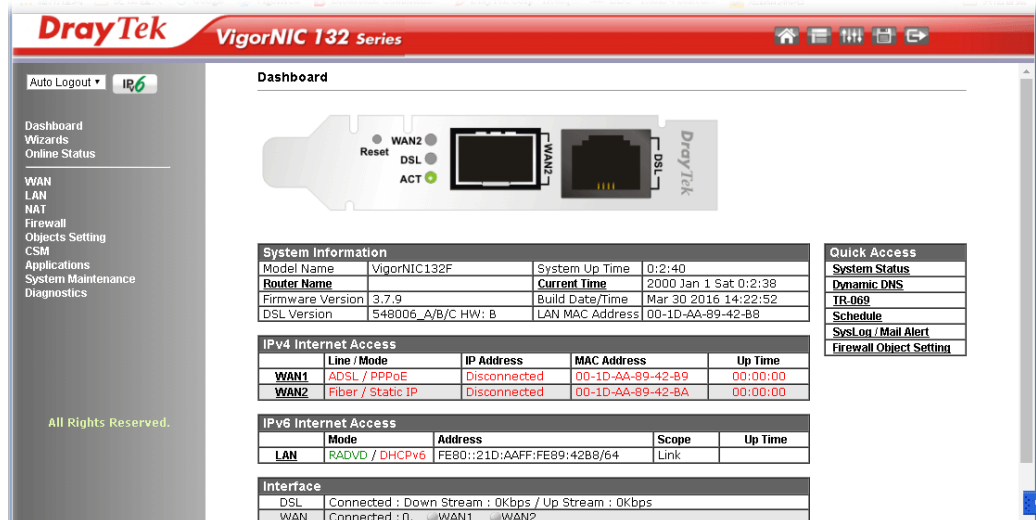 DrayTek
VigorNIC 132 Series
Auto Logout
IPv6
Dashboard
Wizards
Online Status
WAN
LAN
NAT
Firewall
Objects Setting
CSM
Applications
System Maintenance
Diagnostics
All Rights Reserved.
Dashboard
Reset
WAN2
DSL
ACT
WAN2
DSL
DrayTek
System Information
Model Name VigorNIC132F System Up Time 0:2:40
Router Name Current Time 2000 Jan 1 Sat 0:2:38
Firmware Version 3.7.9 Build Date/Time Mar 30 2016 14:22:52
DSL Version 548006_A/B/C HW: B LAN MAC Address 00-1D-AA-89-42-B8
IPv4 Internet Access
Line / Mode IP Address MAC Address Up Time
WAN1 ADSL / PPPoE Disconnected 00-1D-AA-89-42-B9 00:00:00
WAN2 Fiber / Static IP Disconnected 00-1D-AA-89-42-BA 00:00:00
IPv6 Internet Access
Mode Address Scope Up Time
LAN RADVD / DHCPv6 FE80::21D:AAFF:FE89:42B8/64 Link
Interface
DSL Connected : Down Stream : 0Kbps / Up Stream : 0Kbps
WAN Connected : 0, WAN1 WAN2
Quick Access
System Status
Dynamic DNS
TR-069
Schedule
SysLog / Mail Alert
Firewall Object Setting